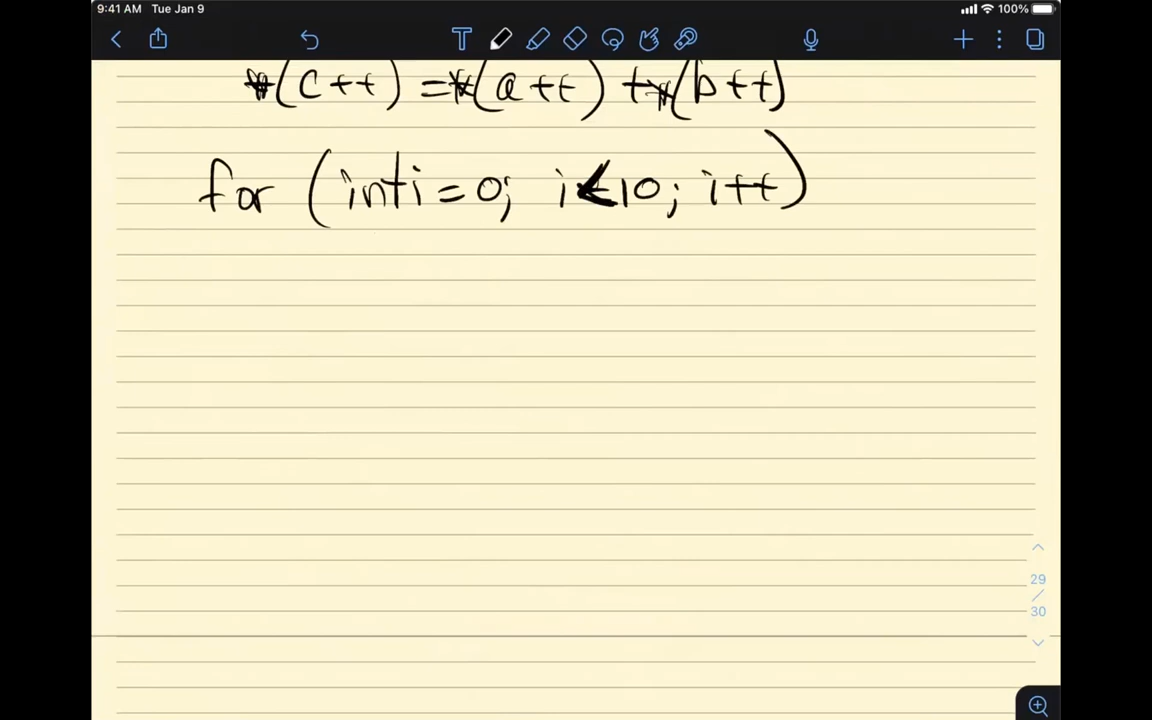 9:41 AM Tue Jan 9 100%
T
*(c++) = *(a++) + *(b++)
for (int i = 0; i < 10; i++)
29
/
30